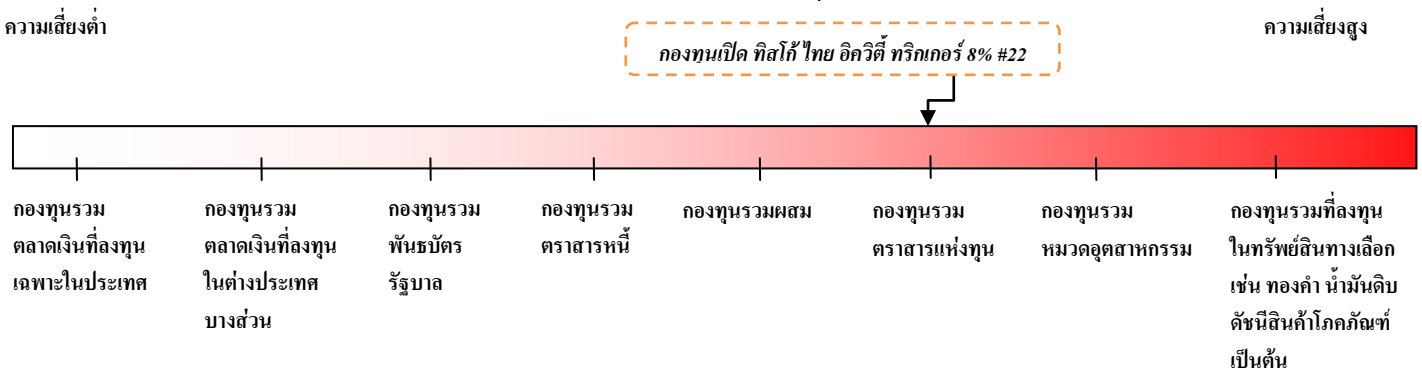 ความเสี่ยงต่ำ
ความเสี่ยงสูง
กองทุนเปิด ทิสโก้ ไทย อิควิตี้ ทริกเกอร์ 8% #22
กองทุนรวม
ตลาดเงินที่ลงทุน
เฉพาะในประเทศ
กองทุนรวม
ตลาดเงินที่ลงทุน
ในต่างประเทศ
บางส่วน
กองทุนรวม
พันธบัตร
รัฐบาล
กองทุนรวม
ตราสารหนี้
กองทุนรวมผสม
กองทุนรวม
ตราสารแห่งทุน
กองทุนรวม
หมวดอุตสาหกรรม
กองทุนรวมที่ลงทุน
ในทรัพย์สินทางเลือก
เช่น ทองคำ น้ำมันดิบ
ดัชนีสินค้าโภคภัณฑ์
เป็นต้น